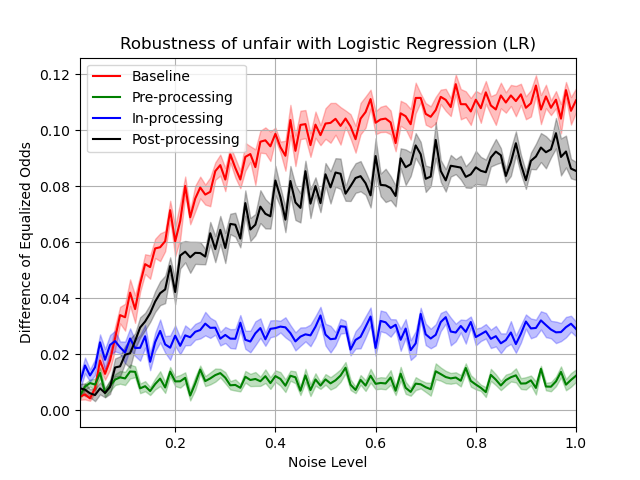 Robustness of unfair with Logistic Regression (LR)
Baseline
Pre-processing
In-processing
Post-processing
Difference of Equalized Odds
0.12
0.10
0.08
0.06
0.04
0.02
0.00
0.2 0.4 0.6 0.8 1.0
Noise Level